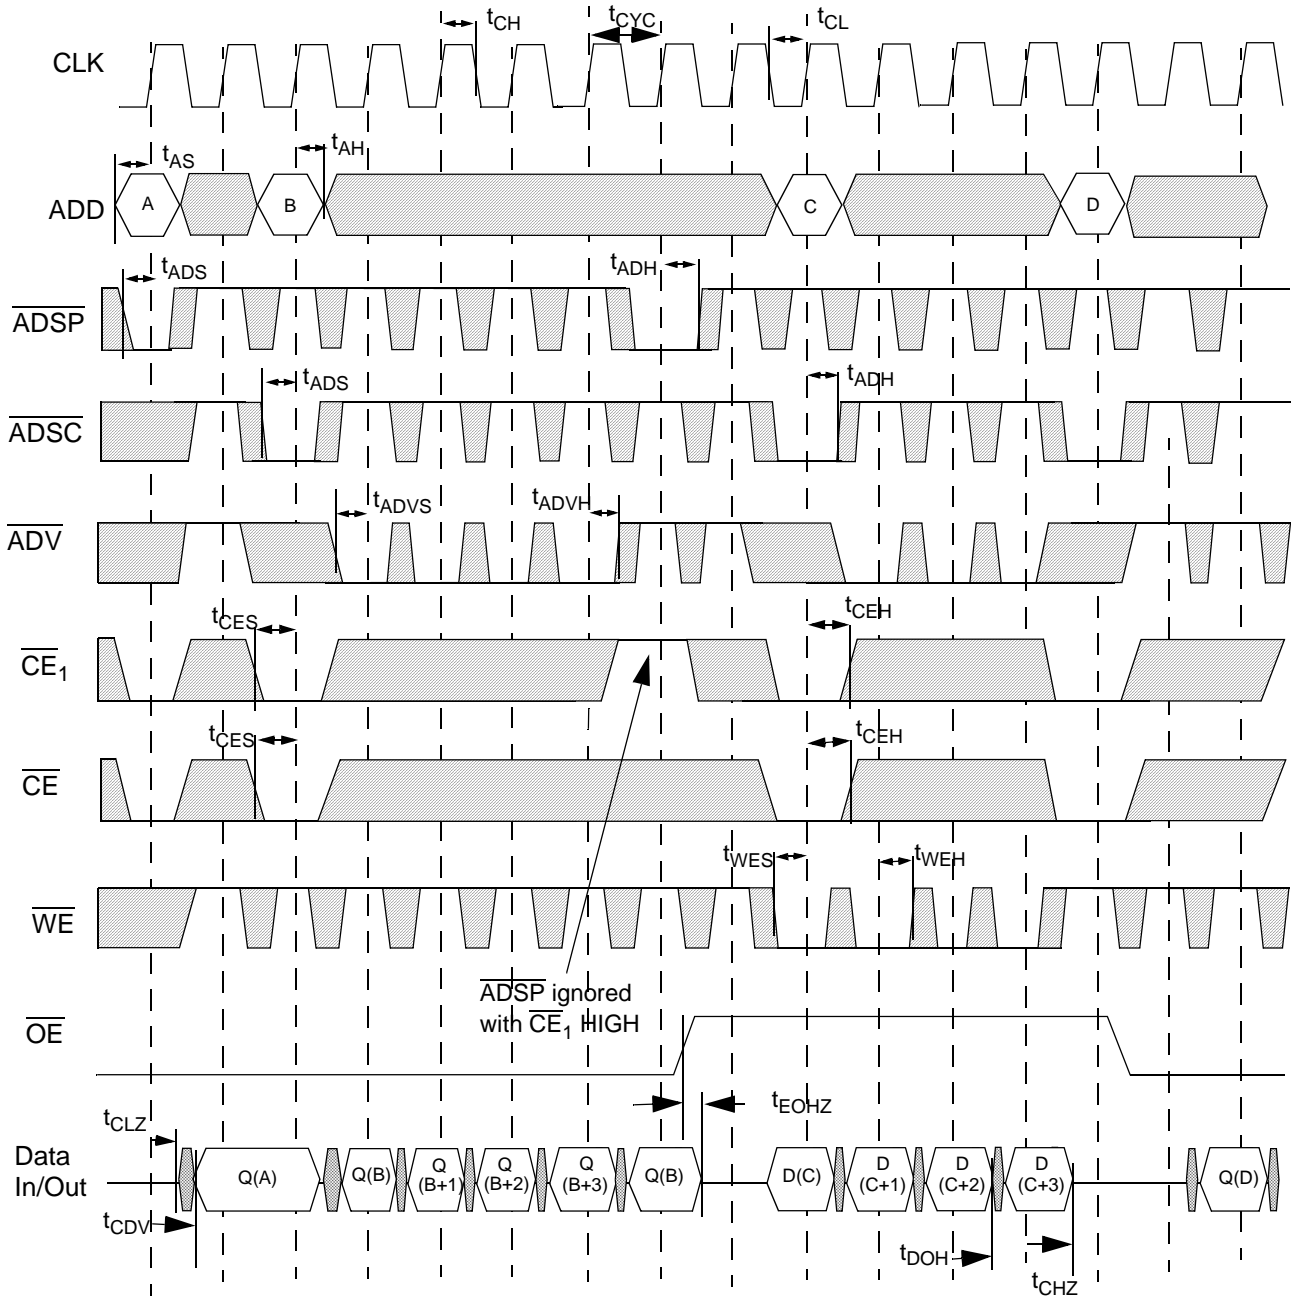 tCH
tCYC
tCL
CLK
tAS
tAH
ADD
A
B
C
D
tADS
tADH
ADSP
tADS
tADH
ADSC
tADVS
tADVH
ADV
tCES
tCEH
CE1
tCES
tCEH
CE
tWES
tWEH
WE
ADSP ignored
with CE1 HIGH
OE
tEOHZ
tCLZ
Data
In/Out
Q(A)
Q(B)
Q
(B+1)
Q
(B+2)
Q
(B+3)
Q(B)
D(C)
D
(C+1)
D
(C+2)
D
(C+3)
Q(D)
tCDV
tDOH
tCHZ